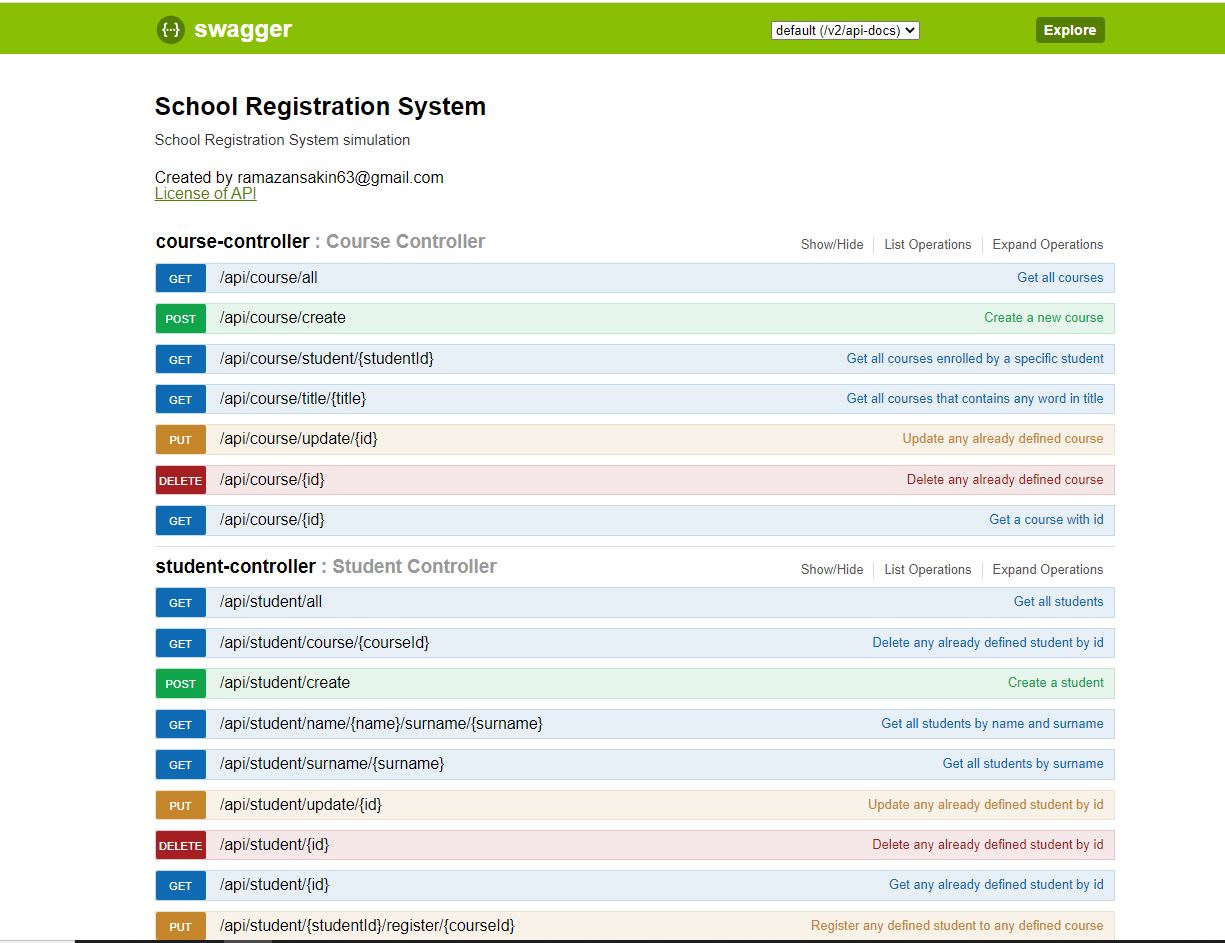 {··} swagger default (/v2/api-docs) Explore
School Registration System
School Registration System simulation
Created by ramazansakin63@gmail.com
License of API
course-controller : Course Controller Show/Hide List Operations Expand Operations
GET /api/course/all Get all courses
POST /api/course/create Create a new course
GET /api/course/student/{studentId} Get all courses enrolled by a specific student
GET /api/course/title/{title} Get all courses that contains any word in title
PUT /api/course/update/{id} Update any already defined course
DELETE /api/course/{id} Delete any already defined course
GET /api/course/{id} Get a course with id
student-controller : Student Controller Show/Hide List Operations Expand Operations
GET /api/student/all Get all students
GET /api/student/course/{courseId} Delete any already defined student by id
POST /api/student/create Create a student
GET /api/student/name/{name}/surname/{surname} Get all students by name and surname
GET /api/student/surname/{surname} Get all students by surname
PUT /api/student/update/{id} Update any already defined student by id
DELETE /api/student/{id} Delete any already defined student by id
GET /api/student/{id} Get any already defined student by id
PUT /api/student/{studentId}/register/{courseId} Register any defined student to any defined course